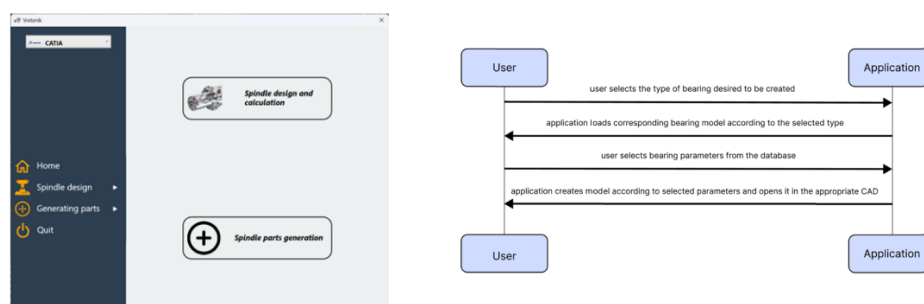 Vretenik
CATIA
Spindle design and
calculation
Home
Spindle design
Generating parts
Quit
Spindle parts generation
User
Application
user selects the type of bearing desired to be created
application loads corresponding bearing model according to the selected type
user selects bearing parameters from the database
application creates model according to selected parameters and opens it in the appropriate CAD
User
Application